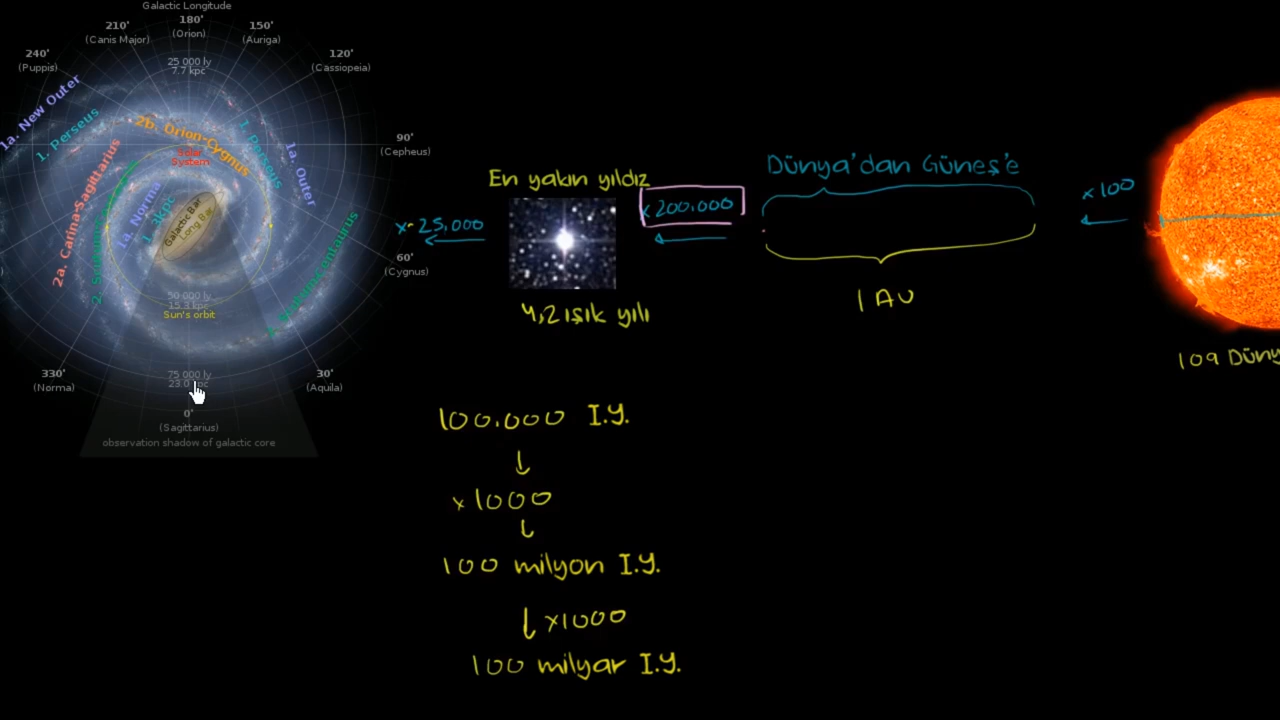 Galactic Longitude
180°
(Orion)
210°
(Canis Major)
150°
(Auriga)
240°
(Puppis)
120°
(Cassiopeia)
25 000 ly
7.7 kpc
1a. New Outer
1. Perseus
2b. Orion-Cygnus
1. Perseus
1a. Outer
90°
(Cepheus)
Solar
System
2a. Carina-Sagittarius
1a. Norma
Galactic Bar
Long Bar
60°
(Cygnus)
50 000 ly
15.3 kpc
Sun's orbit
330°
(Norma)
30°
(Aquila)
75 000 ly
0°
(Sagittarius)
observation shadow of galactic core
x 25.000
En yakın yıldız
4,2 ışık yılı
x 200.000
Dünya'dan Güneş'e
1 AU
x 100
109 Düny
100.000 I.Y.
x 1000
100 milyon I.Y.
x1000
100 milyar I.Y.